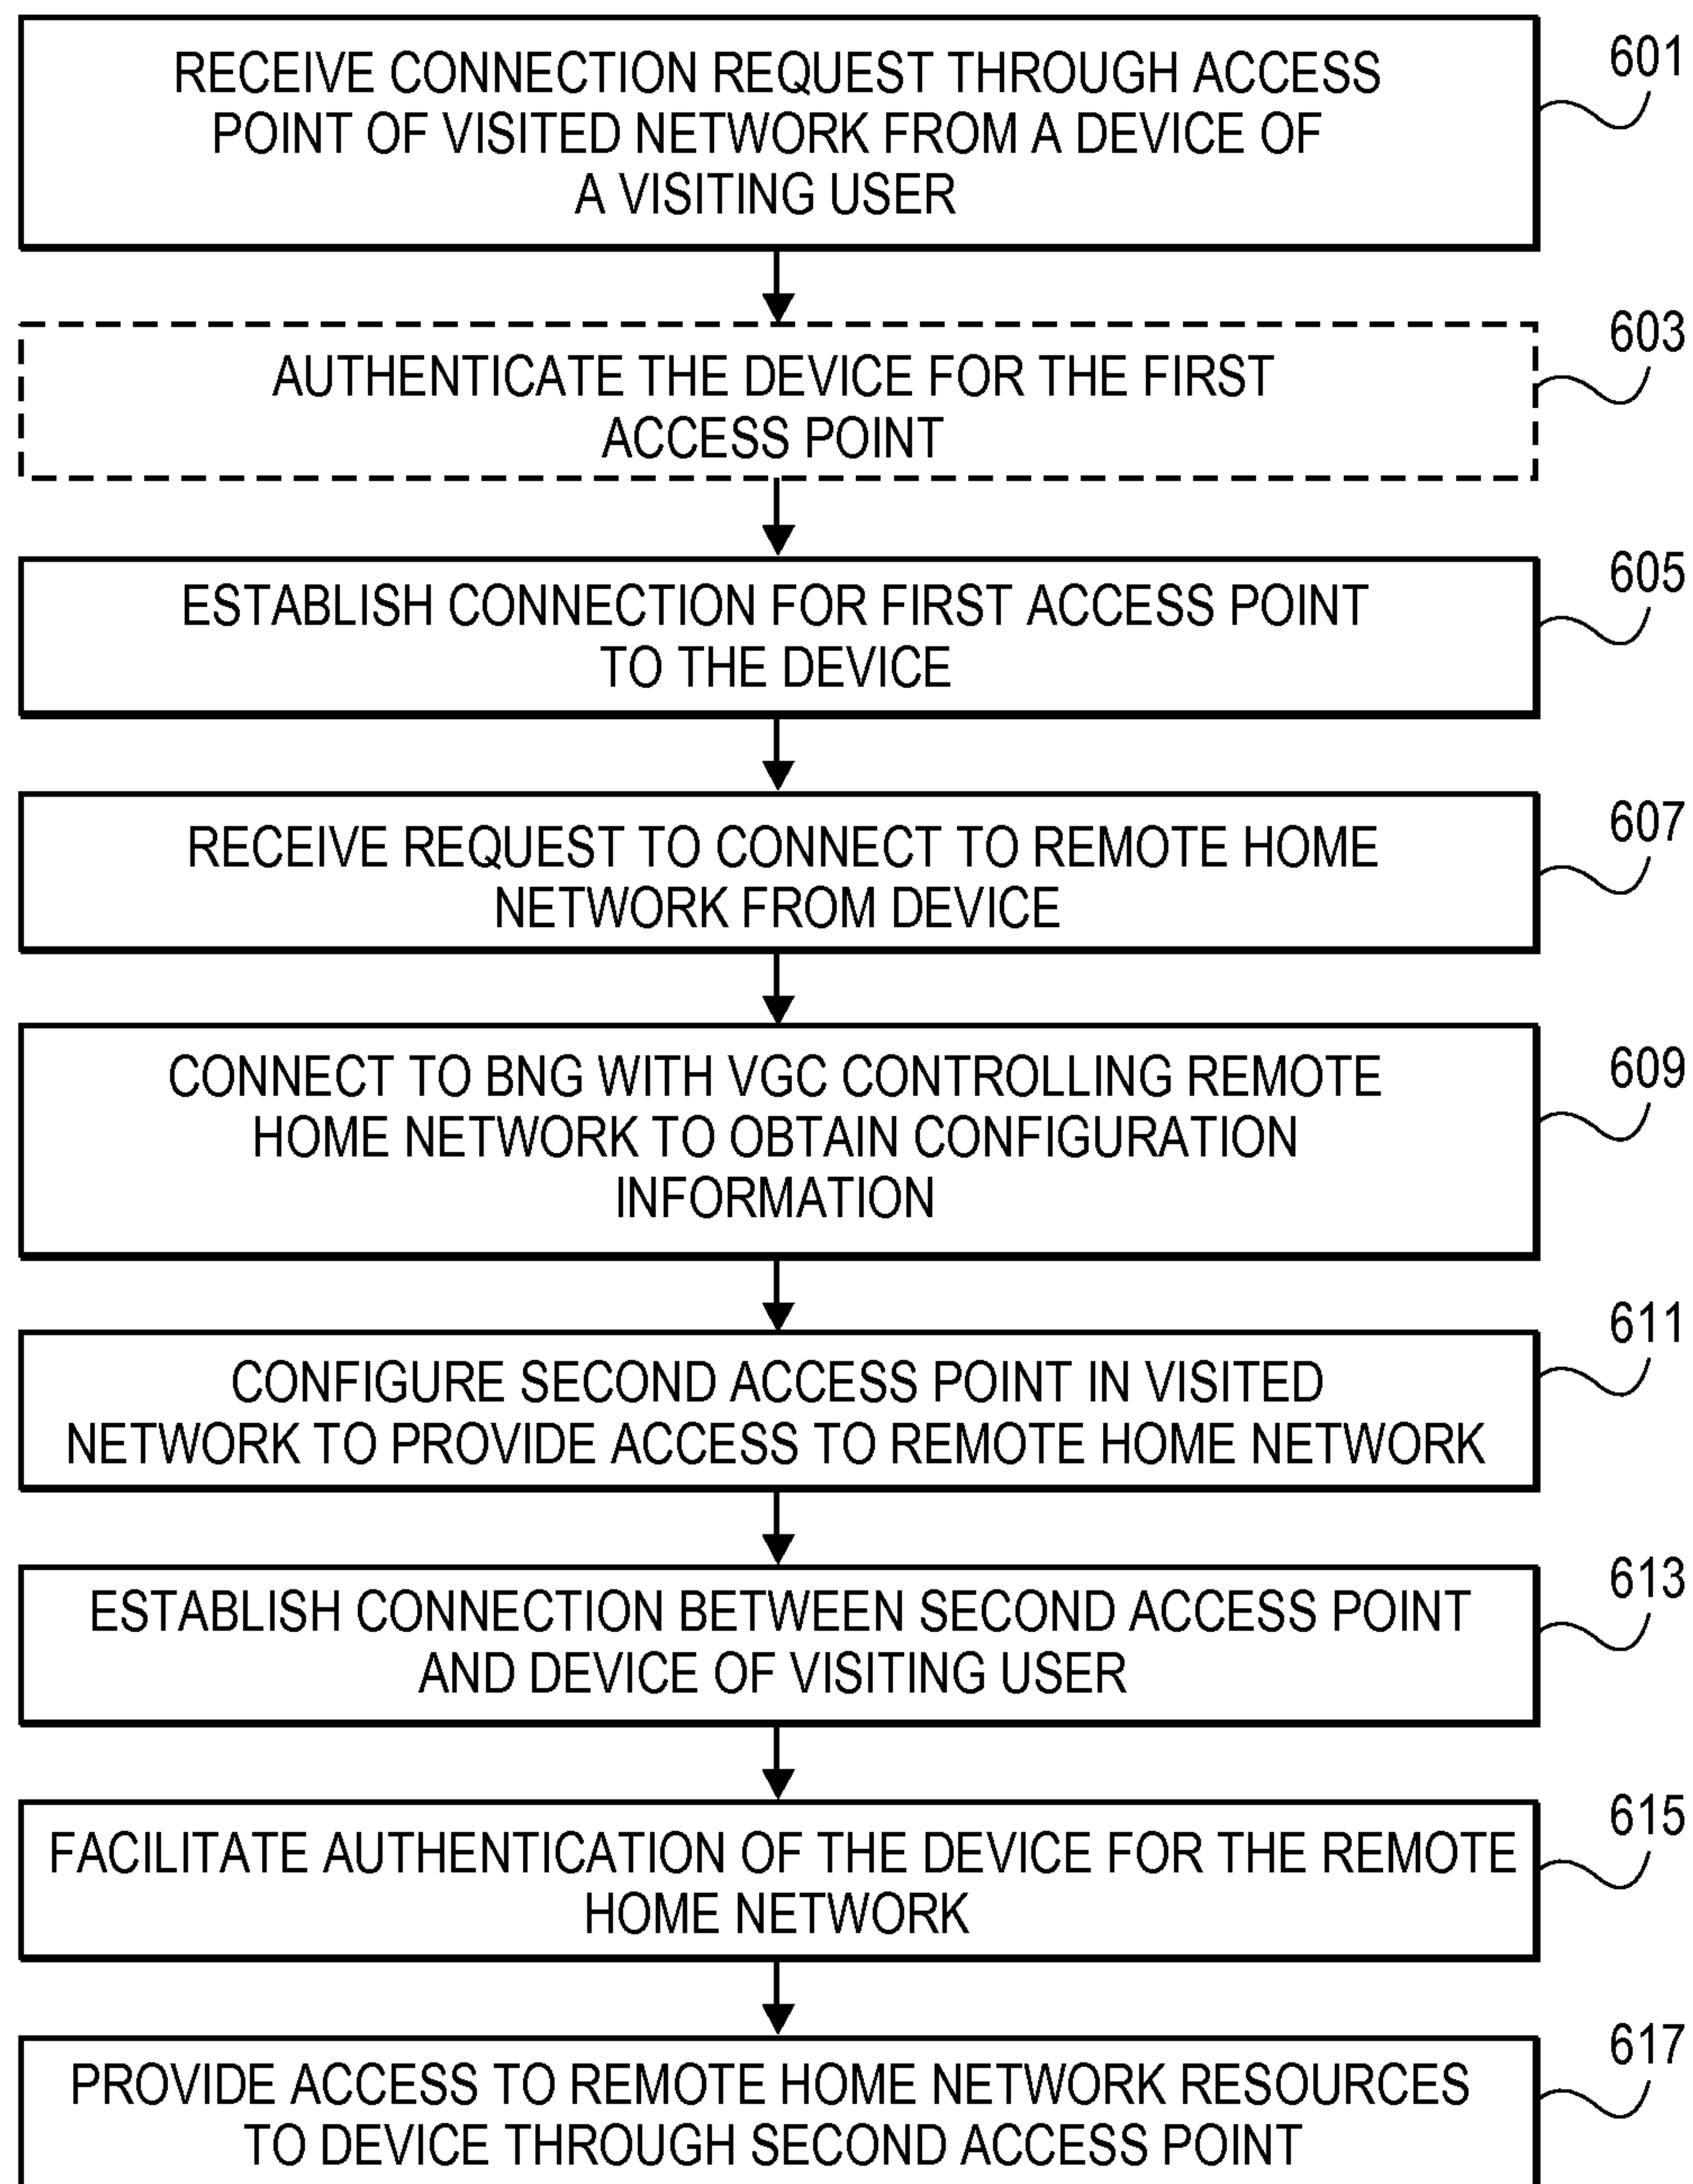 RECEIVE CONNECTION REQUEST THROUGH ACCESS
POINT OF VISITED NETWORK FROM A DEVICE OF
A VISITING USER
601
AUTHENTICATE THE DEVICE FOR THE FIRST
ACCESS POINT
603
ESTABLISH CONNECTION FOR FIRST ACCESS POINT
TO THE DEVICE
605
RECEIVE REQUEST TO CONNECT TO REMOTE HOME
NETWORK FROM DEVICE
607
CONNECT TO BNG WITH VGC CONTROLLING REMOTE
HOME NETWORK TO OBTAIN CONFIGURATION
INFORMATION
609
CONFIGURE SECOND ACCESS POINT IN VISITED
NETWORK TO PROVIDE ACCESS TO REMOTE HOME NETWORK
611
ESTABLISH CONNECTION BETWEEN SECOND ACCESS POINT
AND DEVICE OF VISITING USER
613
FACILITATE AUTHENTICATION OF THE DEVICE FOR THE REMOTE
HOME NETWORK
615
PROVIDE ACCESS TO REMOTE HOME NETWORK RESOURCES
TO DEVICE THROUGH SECOND ACCESS POINT
617